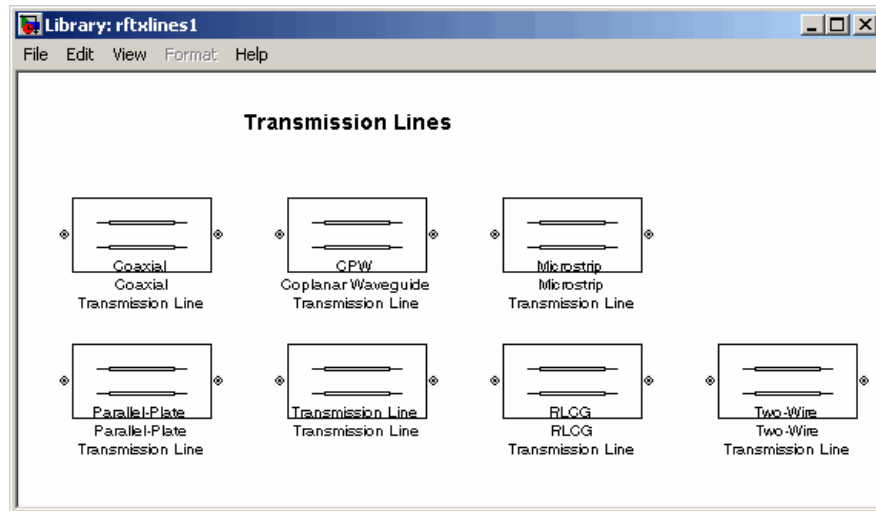 Library: rftxlines1
File Edit View Format Help
Transmission Lines
Coaxial
Coaxial
Transmission Line
CPW
Coplanar Waveguide
Transmission Line
Microstrip
Microstrip
Transmission Line
Parallel-Plate
Parallel-Plate
Transmission Line
Transmission Line
Transmission Line
RLCG
RLCG
Transmission Line
Two-Wire
Two-Wire
Transmission Line